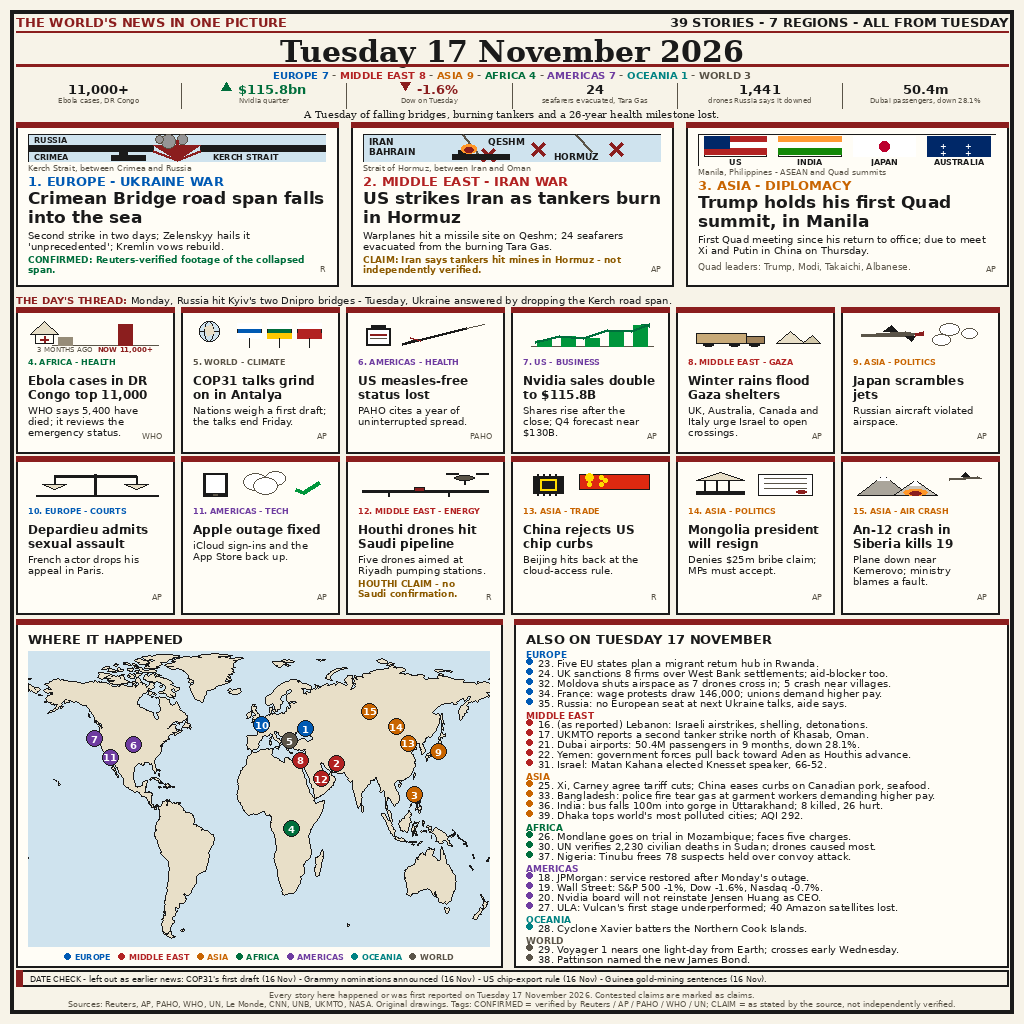 THE WORLD'S NEWS IN ONE PICTURE
39 STORIES - 7 REGIONS - ALL FROM TUESDAY
Tuesday 17 November 2026
EUROPE 7 - MIDDLE EAST 8 - ASIA 9 - AFRICA 4 - AMERICAS 7 - OCEANIA 1 - WORLD 3
11,000+
Ebola cases, DR Congo
$115.8bn
Nvidia quarter
-1.6%
Dow on Tuesday
24
seafarers evacuated, Tara Gas
1,441
drones Russia says it downed
50.4m
Dubai passengers, down 28.1%
A Tuesday of falling bridges, burning tankers and a 26-year health milestone lost.
RUSSIA
CRIMEA
KERCH STRAIT
Kerch Strait, between Crimea and Russia
1. EUROPE - UKRAINE WAR
Crimean Bridge road span falls
into the sea
Second strike in two days; Zelenskyy hails it
'unprecedented'; Kremlin vows rebuild.
CONFIRMED: Reuters-verified footage of the collapsed
span.
R
IRAN
BAHRAIN
QESHM
HORMUZ
Strait of Hormuz, between Iran and Oman
2. MIDDLE EAST - IRAN WAR
US strikes Iran as tankers burn
in Hormuz
Warplanes hit a missile site on Qeshm; 24 seafarers
evacuated from the burning Tara Gas.
CLAIM: Iran says tankers hit mines in Hormuz - not
independently verified.
AP
US
INDIA
JAPAN
AUSTRALIA
Manila, Philippines - ASEAN and Quad summits
3. ASIA - DIPLOMACY
Trump holds his first Quad
summit, in Manila
First Quad meeting since his return to office; due to meet
Xi and Putin in China on Thursday.
Quad leaders: Trump, Modi, Takaichi, Albanese.
AP
THE DAY'S THREAD: Monday, Russia hit Kyiv's two Dnipro bridges - Tuesday, Ukraine answered by dropping the Kerch road span.
3 MONTHS AGO NOW 11,000+
4. AFRICA - HEALTH
Ebola cases in DR
Congo top 11,000
WHO says 5,400 have
died; it reviews the
emergency status.
WHO
5. WORLD - CLIMATE
COP31 talks grind
on in Antalya
Nations weigh a first draft;
the talks end Friday.
AP
6. AMERICAS - HEALTH
US measles-free
status lost
PAHO cites a year of
uninterrupted spread.
PAHO
7. US - BUSINESS
Nvidia sales double
to $115.8B
Shares rise after the
close; Q4 forecast near
$130B.
AP
8. MIDDLE EAST - GAZA
Winter rains flood
Gaza shelters
UK, Australia, Canada and
Italy urge Israel to open
crossings.
AP
9. ASIA - POLITICS
Japan scrambles
jets
Russian aircraft violated
airspace.
AP
10. EUROPE - COURTS
Depardieu admits
sexual assault
French actor drops his
appeal in Paris.
AP
11. AMERICAS - TECH
Apple outage fixed
iCloud sign-ins and the
App Store back up.
AP
12. MIDDLE EAST - ENERGY
Houthi drones hit
Saudi pipeline
Five drones aimed at
Riyadh pumping stations.
HOUTHI CLAIM - no
Saudi confirmation.
R
13. ASIA - TRADE
China rejects US
chip curbs
Beijing hits back at the
cloud-access rule.
R
14. ASIA - POLITICS
Mongolia president
will resign
Denies $25m bribe claim;
MPs must accept.
AP
15. ASIA - AIR CRASH
An-12 crash in
Siberia kills 19
Plane down near
Kemerovo; ministry
blames a fault.
AP
WHERE IT HAPPENED
15
14
10
1
7
6
5
13
9
11
8
2
12
3
4
EUROPE MIDDLE EAST ASIA AFRICA AMERICAS OCEANIA WORLD
ALSO ON TUESDAY 17 NOVEMBER
EUROPE
23. Five EU states plan a migrant return hub in Rwanda.
24. UK sanctions 8 firms over West Bank settlements; aid-blocker too.
32. Moldova shuts airspace as 7 drones cross in; 5 crash near villages.
34. France: wage protests draw 146,000; unions demand higher pay.
35. Russia: no European seat at next Ukraine talks, aide says.
MIDDLE EAST
16. (as reported) Lebanon: Israeli airstrikes, shelling, detonations.
17. UKMTO reports a second tanker strike north of Khasab, Oman.
21. Dubai airports: 50.4M passengers in 9 months, down 28.1%.
22. Yemen: government forces pull back toward Aden as Houthis advance.
31. Israel: Matan Kahana elected Knesset speaker, 66-52.
ASIA
25. Xi, Carney agree tariff cuts; China eases curbs on Canadian pork, seafood.
33. Bangladesh: police fire tear gas at garment workers demanding higher pay.
36. India: bus falls 100m into gorge in Uttarakhand; 8 killed, 26 hurt.
39. Dhaka tops world's most polluted cities; AQI 292.
AFRICA
26. Mondlane goes on trial in Mozambique; faces five charges.
30. UN verifies 2,230 civilian deaths in Sudan; drones caused most.
37. Nigeria: Tinubu frees 78 suspects held over convoy attack.
AMERICAS
18. JPMorgan: service restored after Monday's outage.
19. Wall Street: S&P 500 -1%, Dow -1.6%, Nasdaq -0.7%.
20. Nvidia board will not reinstate Jensen Huang as CEO.
27. ULA: Vulcan's first stage underperformed; 40 Amazon satellites lost.
OCEANIA
28. Cyclone Xavier batters the Northern Cook Islands.
WORLD
29. Voyager 1 nears one light-day from Earth; crosses early Wednesday.
38. Pattinson named the new James Bond.
DATE CHECK - left out as earlier news: COP31's first draft (16 Nov) - Grammy nominations announced (16 Nov) - US chip-export rule (16 Nov) - Guinea gold-mining sentences (16 Nov).
Every story here happened or was first reported on Tuesday 17 November 2026. Contested claims are marked as claims.
Sources: Reuters, AP, PAHO, WHO, UN, Le Monde, CNN, UNB, UKMTO, NASA. Original drawings. Tags: CONFIRMED = verified by Reuters / AP / PAHO / WHO / UN; CLAIM = as stated by the source, not independently verified.